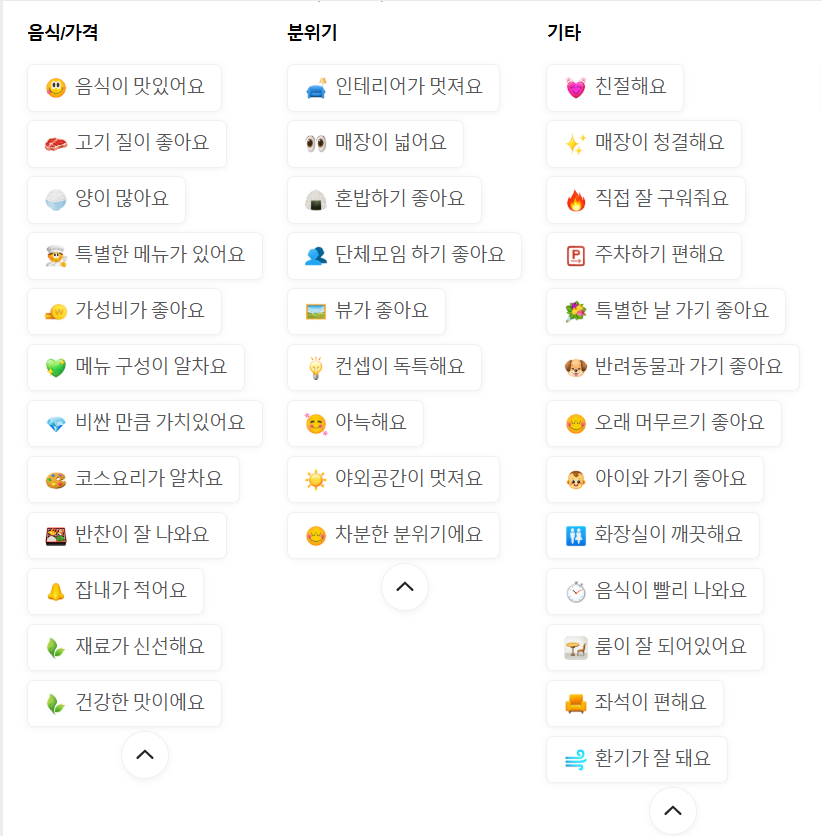 음식/가격
음식이 맛있어요
고기 질이 좋아요
양이 많아요
특별한 메뉴가 있어요
가성비가 좋아요
메뉴 구성이 알차요
비싼 만큼 가치있어요
코스요리가 알차요
반찬이 잘 나와요
잡내가 적어요
재료가 신선해요
건강한 맛이에요
분위기
인테리어가 멋져요
매장이 넓어요
혼밥하기 좋아요
단체모임 하기 좋아요
뷰가 좋아요
컨셉이 독특해요
아늑해요
야외공간이 멋져요
차분한 분위기에요
기타
친절해요
매장이 청결해요
직접 잘 구워줘요
주차하기 편해요
특별한 날 가기 좋아요
반려동물과 가기 좋아요
오래 머무르기 좋아요
아이와 가기 좋아요
화장실이 깨끗해요
음식이 빨리 나와요
룸이 잘 되어있어요
좌석이 편해요
환기가 잘 돼요